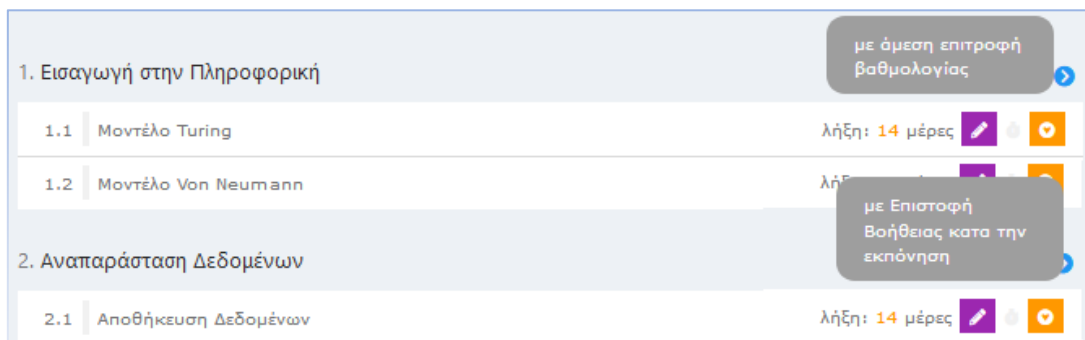 με άμεση επιτροφή
βαθμολογίας
1. Εισαγωγή στην Πληροφορική
1.1 Μοντέλο Turing λήξη: 14 μέρες
1.2 Μοντέλο Von Neumann
με Επιστοφή
Βοήθειας κατα την
εκπόνηση
2. Αναπαράσταση Δεδομένων
2.1 Αποθήκευση Δεδομένων λήξη: 14 μέρες